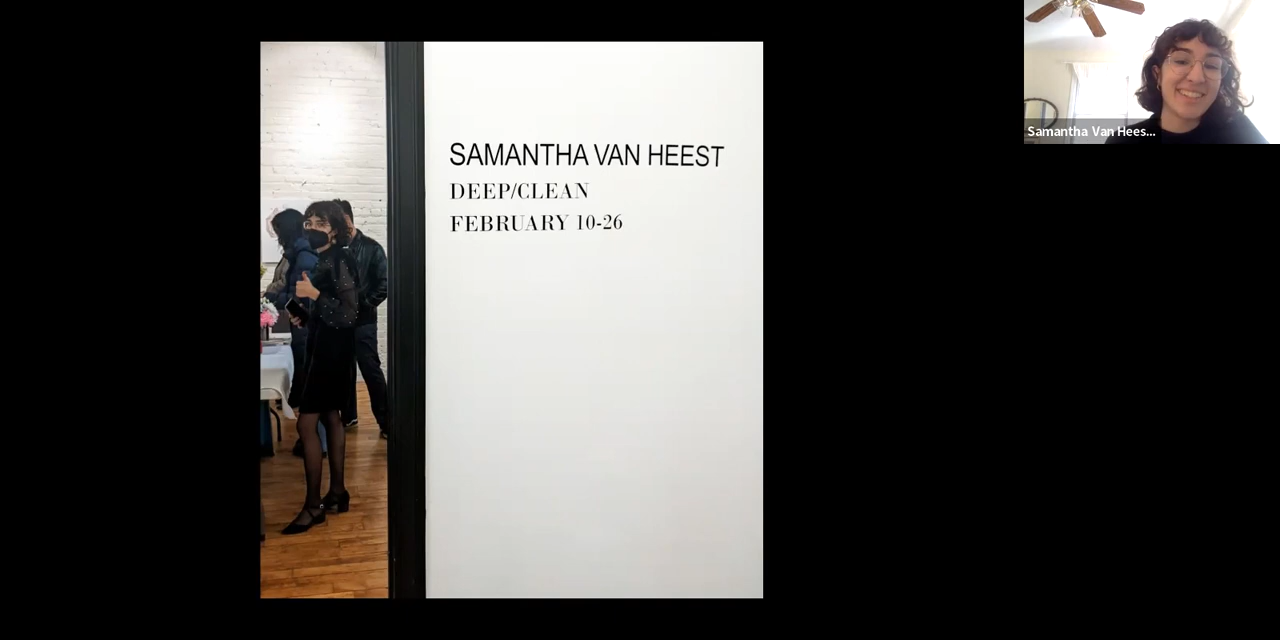 SAMANTHA VAN HEEST
DEEP/CLEAN
FEBRUARY 10-26
Samantha Van Hees...